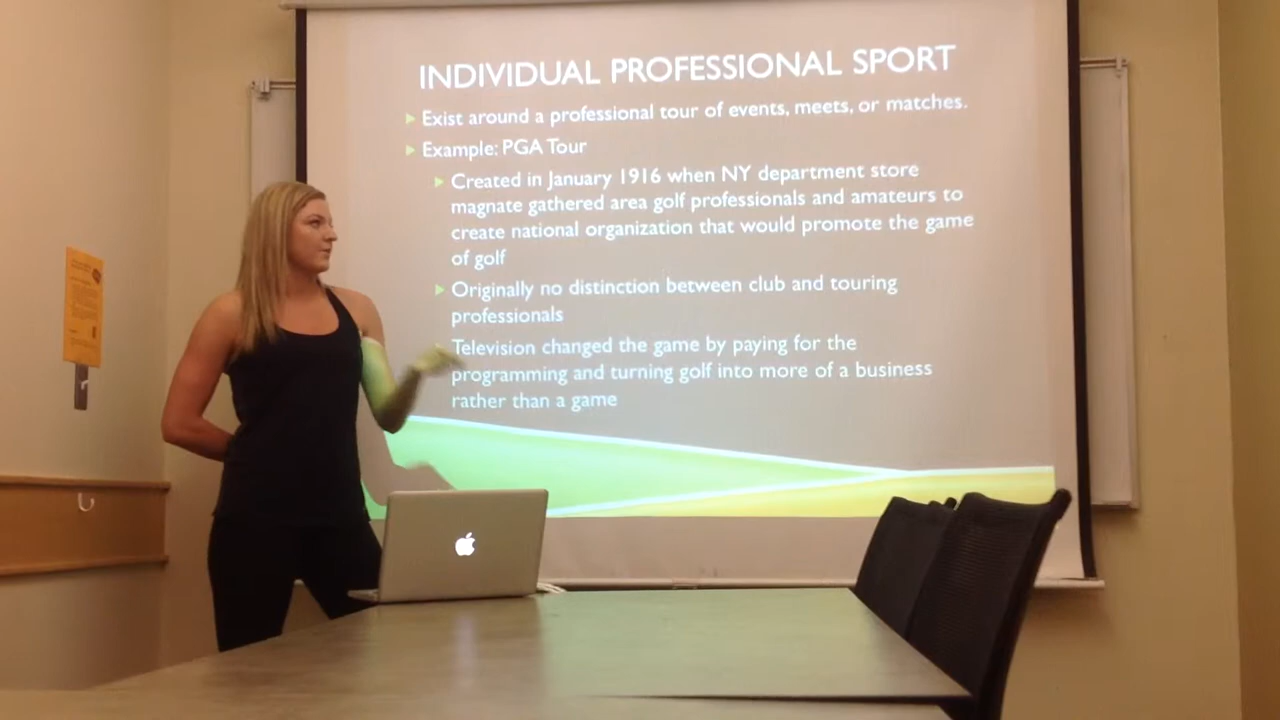 INDIVIDUAL PROFESSIONAL SPORT
Exist around a professional tour of events, meets, or matches.
Example: PGA Tour
Created in January 1916 when NY department store
magnate gathered area golf professionals and amateurs to
create national organization that would promote the game
of golf
Originally no distinction between club and touring
professionals
Television changed the game by paying for the
programming and turning golf into more of a business
rather than a game